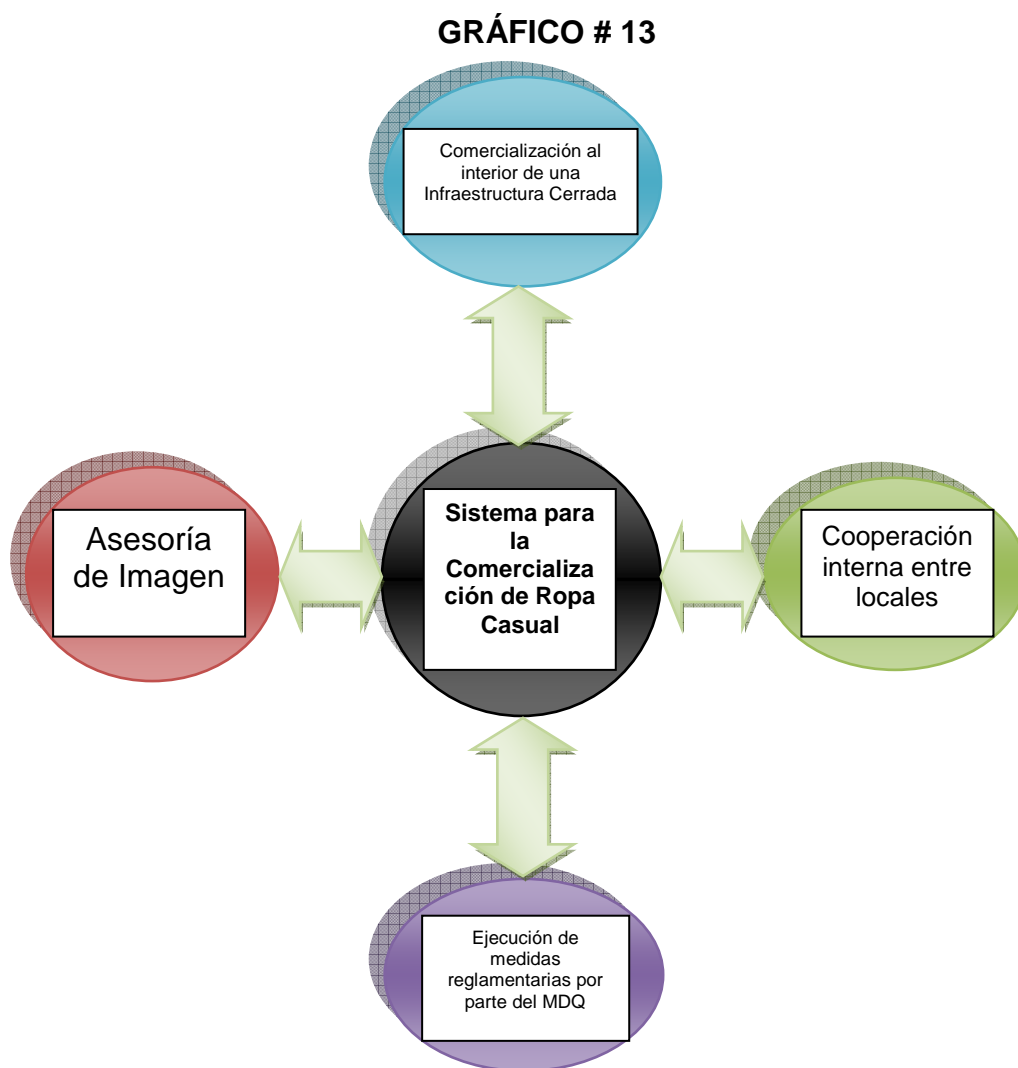 GRÁFICO # 13
Comercialización al
interior de una
Infraestructura Cerrada
Asesoría
de Imagen
Sistema para
la
Comercializa
ción de Ropa
Casual
Cooperación
interna entre
locales
Ejecución de
medidas
reglamentarias por
parte del MDQ